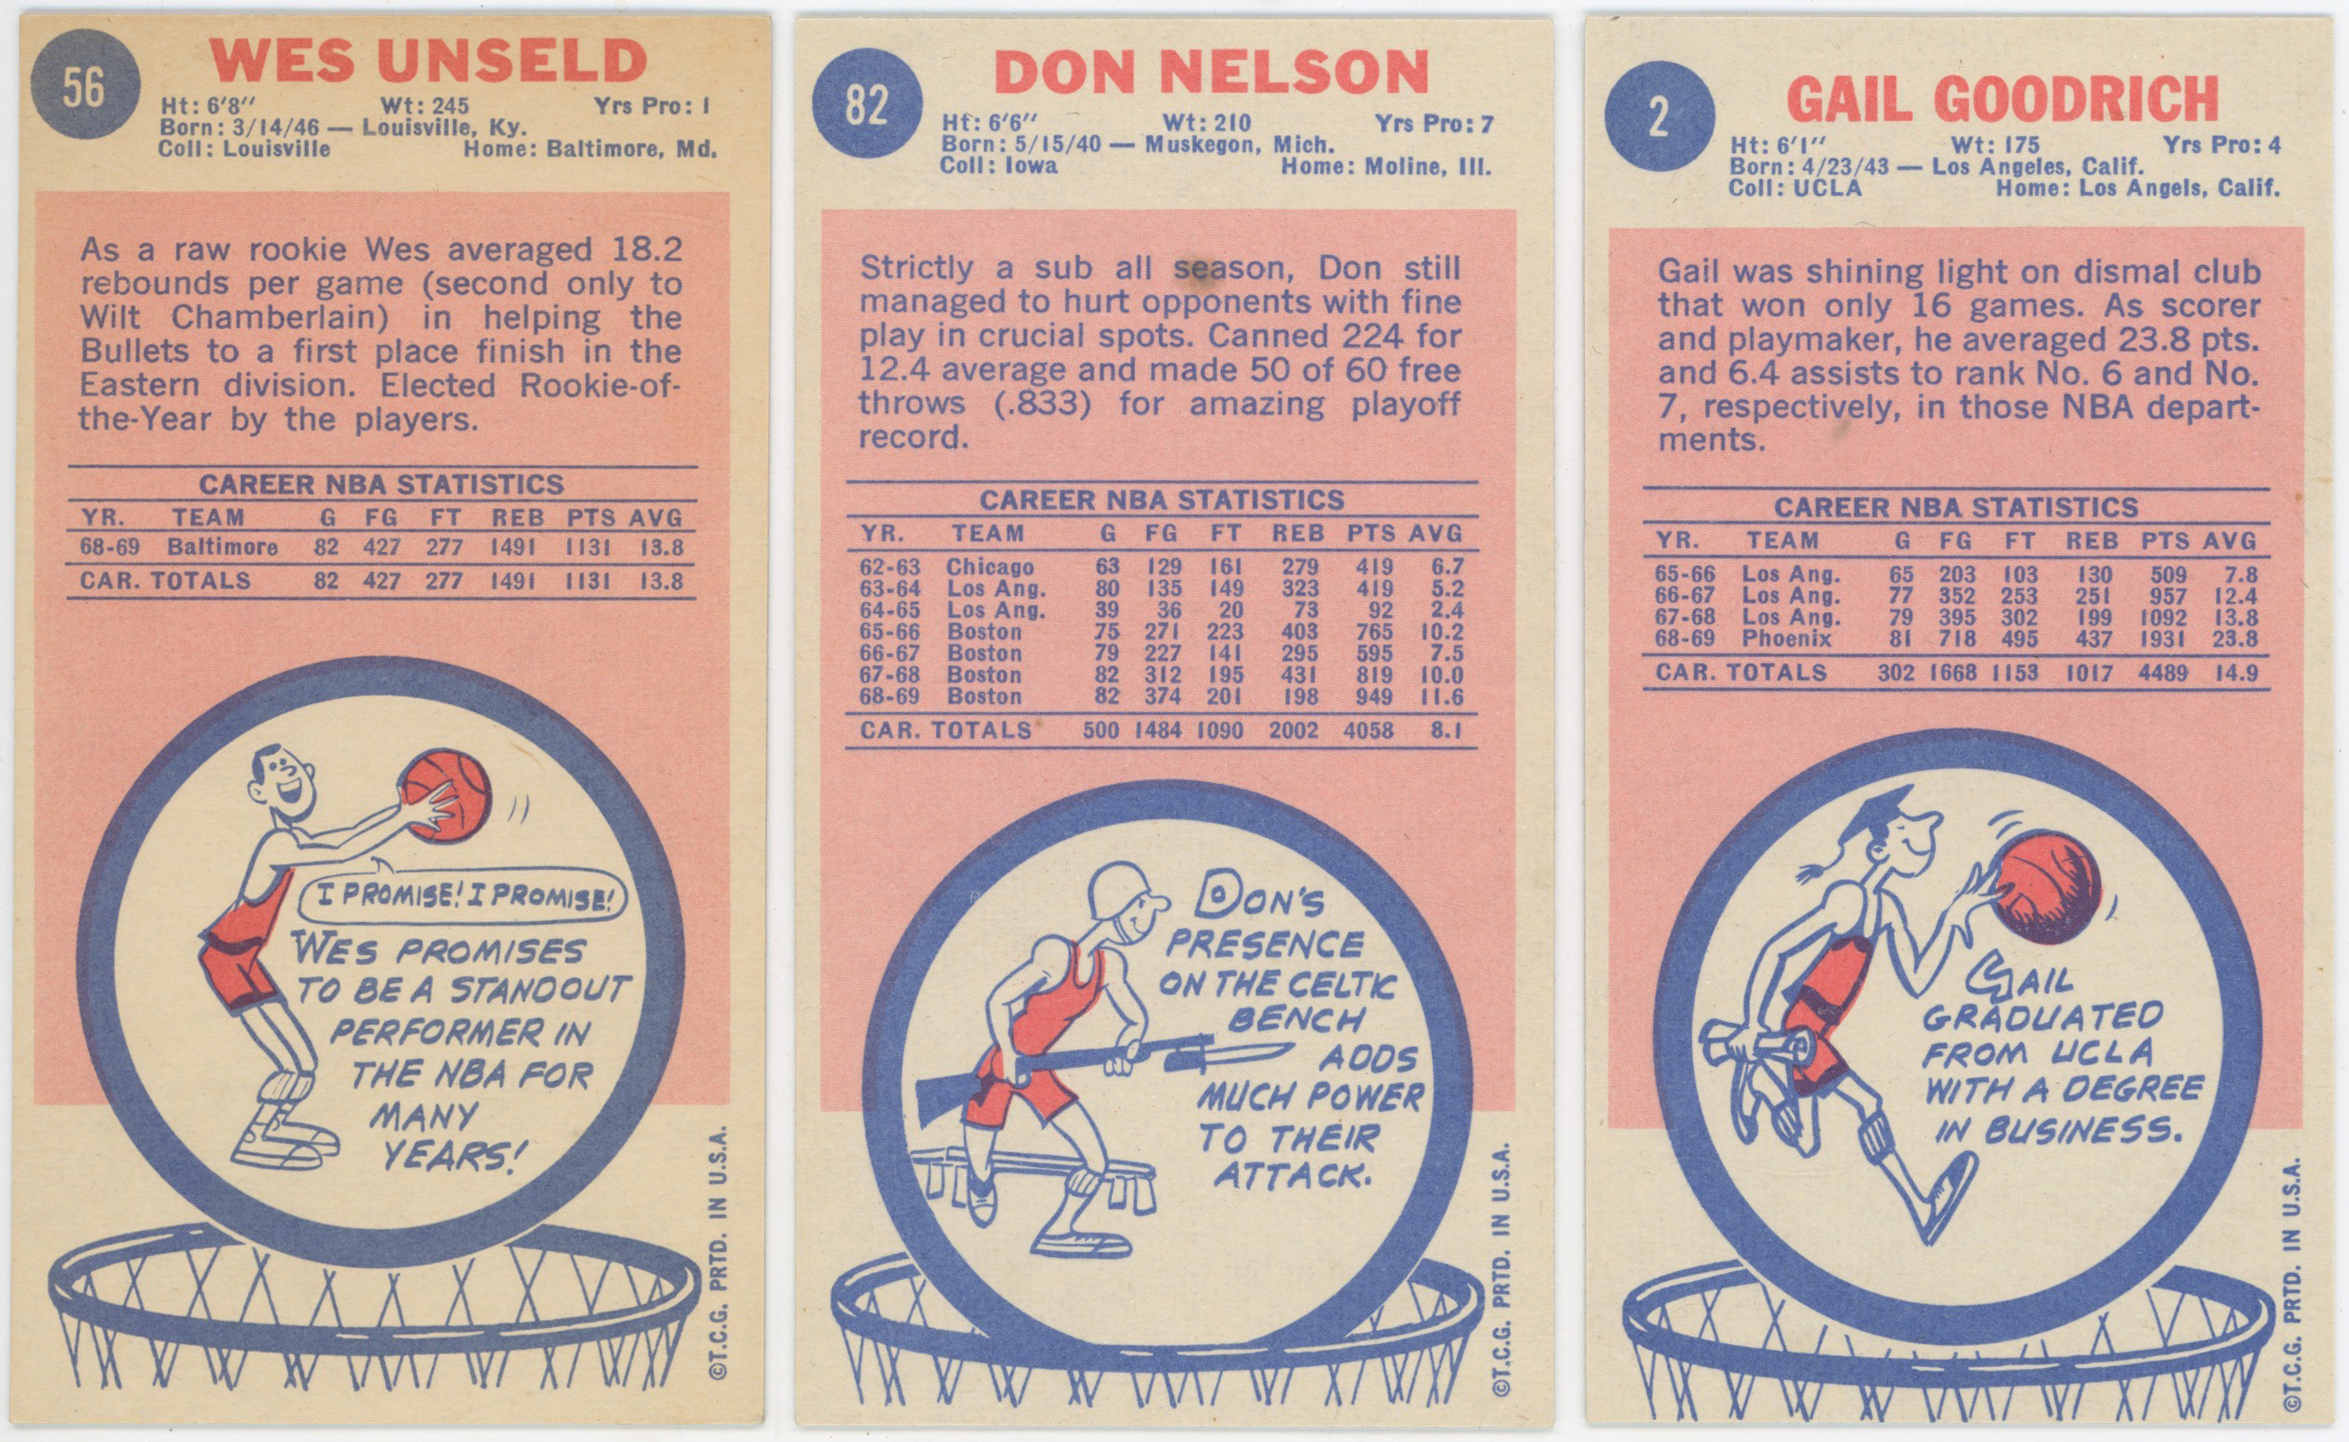 56
WES UNSELD
Ht: 6'8" Wt: 245 Yrs Pro: 1
Born: 3/14/46 — Louisville, Ky.
Coll: Louisville Home: Baltimore, Md.
As a raw rookie Wes averaged 18.2
rebounds per game (second only to
Wilt Chamberlain) in helping the
Bullets to a first place finish in the
Eastern division. Elected Rookie-of-
the-Year by the players.
CAREER NBA STATISTICS
YR. TEAM G FG FT REB PTS AVG
68-69 Baltimore 82 427 277 1491 1131 13.8
CAR. TOTALS 82 427 277 1491 1131 13.8
I PROMISE! I PROMISE!
WES PROMISES
TO BE A STANDOUT
PERFORMER IN
THE NBA FOR
MANY
YEARS!
©T.C.G. PRTD. IN U.S.A.
82
DON NELSON
Ht: 6'6" Wt: 210 Yrs Pro: 7
Born: 5/15/40 — Muskegon, Mich.
Coll: Iowa Home: Moline, Ill.
Strictly a sub all season, Don still
managed to hurt opponents with fine
play in crucial spots. Canned 224 for
12.4 average and made 50 of 60 free
throws (.833) for amazing playoff
record.
CAREER NBA STATISTICS
YR. TEAM G FG FT REB PTS AVG
62-63 Chicago 63 129 161 279 419 6.7
63-64 Los Ang. 80 135 149 323 419 5.2
64-65 Los Ang. 39 36 20 73 92 2.4
65-66 Boston 75 271 223 403 765 10.2
66-67 Boston 79 227 141 295 595 7.5
67-68 Boston 82 312 195 431 819 10.0
68-69 Boston 82 374 201 198 949 11.6
CAR. TOTALS 500 1484 1090 2002 4058 8.1
DON'S
PRESENCE
ON THE CELTIC
BENCH
ADDS
MUCH POWER
TO THEIR
ATTACK.
©T.C.G. PRTD. IN U.S.A.
2
GAIL GOODRICH
Ht: 6'1" Wt: 175 Yrs Pro: 4
Born: 4/23/43 — Los Angeles, Calif.
Coll: UCLA Home: Los Angels, Calif.
Gail was shining light on dismal club
that won only 16 games. As scorer
and playmaker, he averaged 23.8 pts.
and 6.4 assists to rank No. 6 and No.
7, respectively, in those NBA depart-
ments.
CAREER NBA STATISTICS
YR. TEAM G FG FT REB PTS AVG
65-66 Los Ang. 65 203 103 130 509 7.8
66-67 Los Ang. 77 352 253 251 957 12.4
67-68 Los Ang. 79 395 302 199 1092 13.8
68-69 Phoenix 81 718 495 437 1931 23.8
CAR. TOTALS 302 1668 1153 1017 4489 14.9
GAIL
GRADUATED
FROM UCLA
WITH A DEGREE
IN BUSINESS.
©T.C.G. PRTD. IN U.S.A.